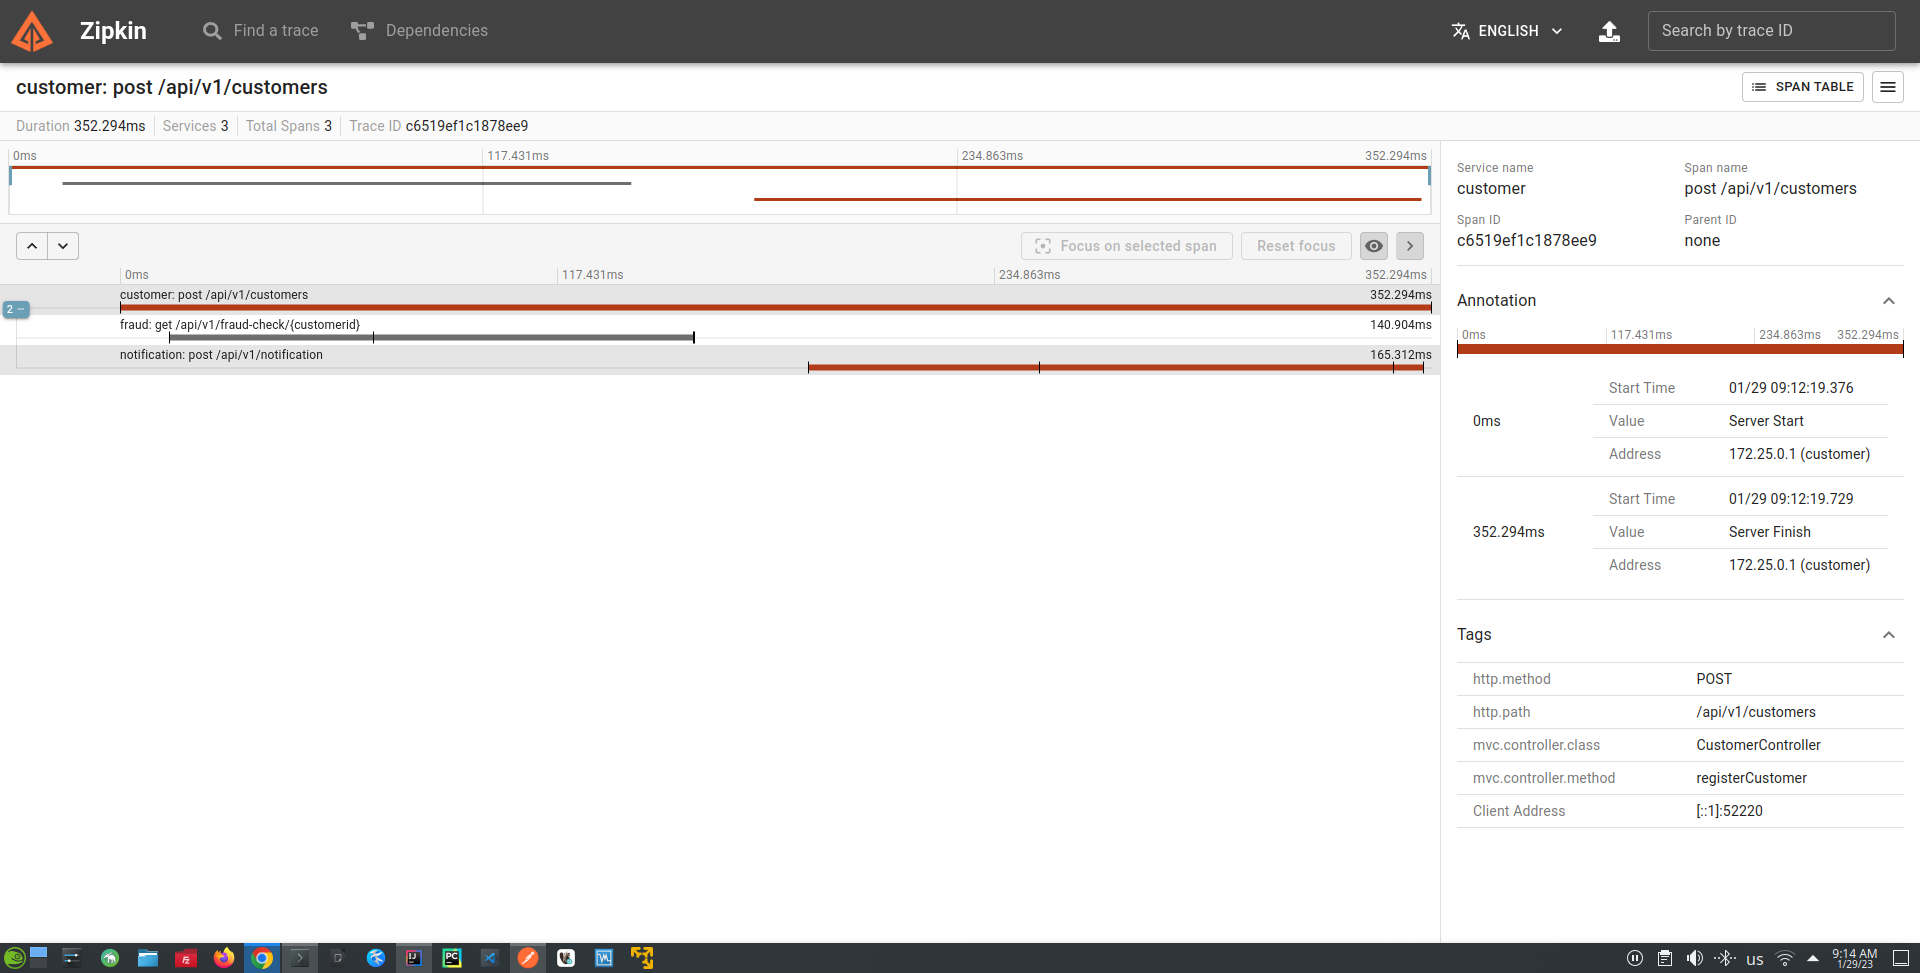 Zipkin
Find a trace
Dependencies
ENGLISH
Search by trace ID
customer: post /api/v1/customers
SPAN TABLE
Duration 352.294ms Services 3 Total Spans 3 Trace ID c6519ef1c1878ee9
0ms 117.431ms 234.863ms 352.294ms
Focus on selected span
Reset focus
0ms 117.431ms 234.863ms 352.294ms
customer: post /api/v1/customers 352.294ms
2 −
fraud: get /api/v1/fraud-check/{customerid} 140.904ms
notification: post /api/v1/notification 165.312ms
Service name Span name
customer post /api/v1/customers
Span ID Parent ID
c6519ef1c1878ee9 none
Annotation
0ms 117.431ms 234.863ms 352.294ms
Start Time 01/29 09:12:19.376
0ms Value Server Start
Address 172.25.0.1 (customer)
Start Time 01/29 09:12:19.729
352.294ms Value Server Finish
Address 172.25.0.1 (customer)
Tags
http.method POST
http.path /api/v1/customers
mvc.controller.class CustomerController
mvc.controller.method registerCustomer
Client Address [::1]:52220
IJ
PC
us
9:14 AM
1/29/23